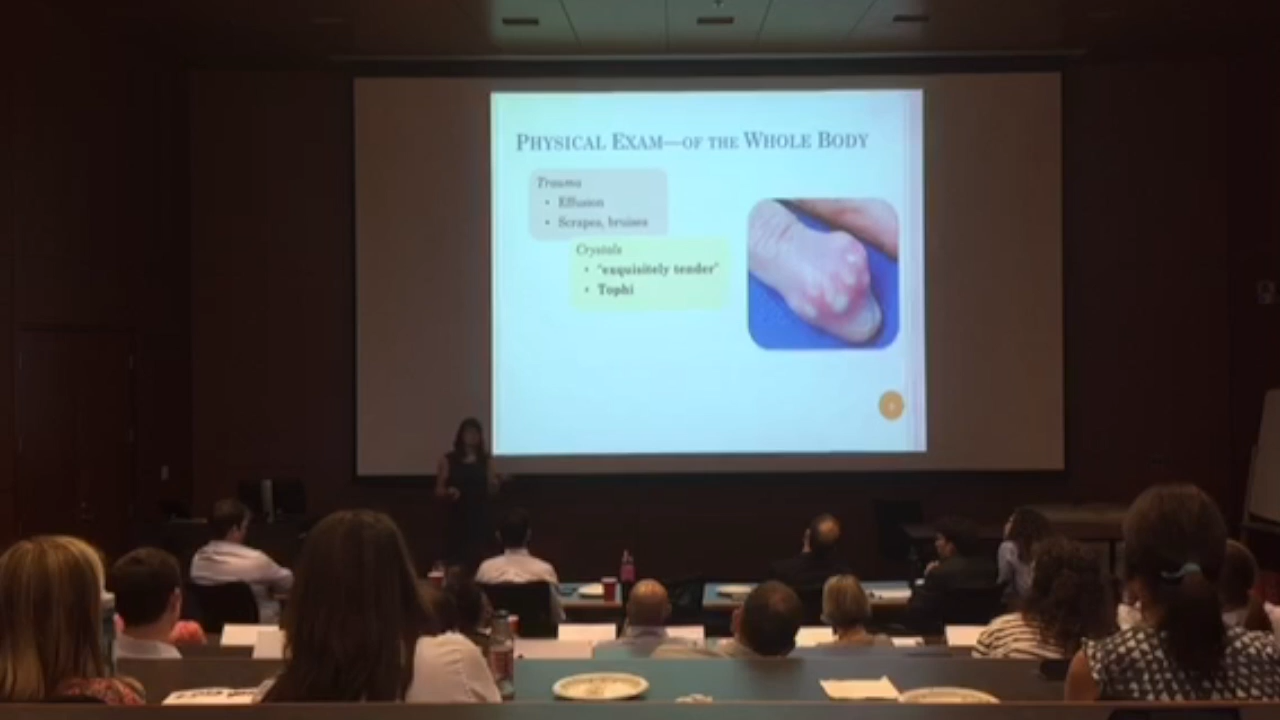 PHYSICAL EXAM—OF THE WHOLE BODY
Trauma
• Effusion
• Scrapes, bruises
Crystals
• "exquisitely tender"
• Tophi